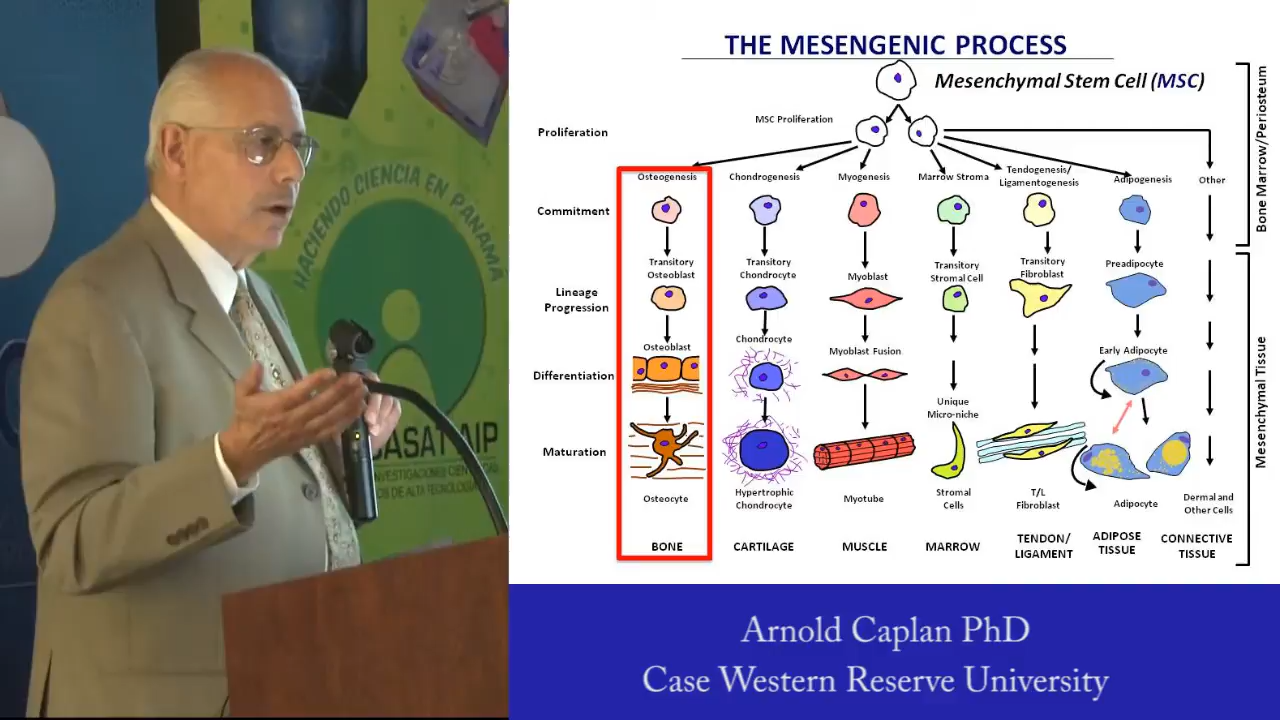 HACIENDO CIENCIA EN PANAMÁ
THE MESENGENIC PROCESS
Mesenchymal Stem Cell (MSC)
MSC Proliferation
Proliferation
Osteogenesis
Chondrogenesis
Myogenesis
Marrow Stroma
Tendogenesis/
Ligamentogenesis
Adipogenesis
Other
Commitment
Transitory
Osteoblast
Transitory
Chondrocyte
Myoblast
Transitory
Stromal Cell
Transitory
Fibroblast
Preadipocyte
Lineage
Progression
Osteoblast
Chondrocyte
Myoblast Fusion
Early Adipocyte
Differentiation
Unique
Micro-niche
Maturation
Osteocyte
Hypertrophic
Chondrocyte
Myotube
Stromal
Cells
T/L
Fibroblast
Adipocyte
Dermal and
Other Cells
BONE
CARTILAGE
MUSCLE
MARROW
TENDON/
LIGAMENT
ADIPOSE
TISSUE
CONNECTIVE
TISSUE
Bone Marrow/Periosteum
Mesenchymal Tissue
DE ALTA TECNOLOGÍA
Arnold Caplan PhD
Case Western Reserve University